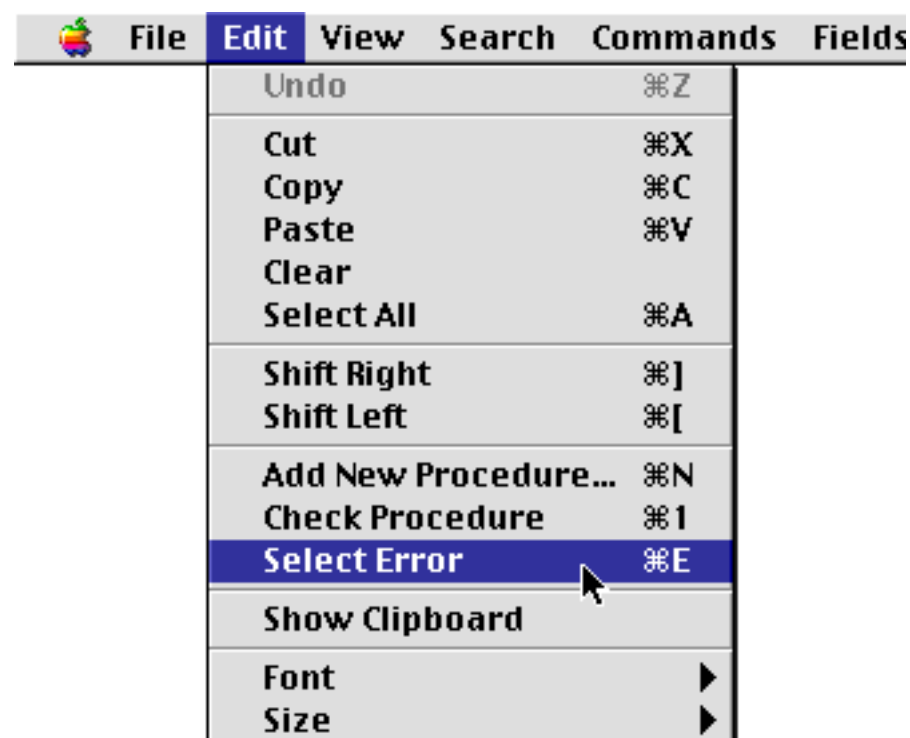 File Edit View Search Commands Fields
Undo ⌘Z
Cut ⌘X
Copy ⌘C
Paste ⌘V
Clear
Select All ⌘A
Shift Right ⌘]
Shift Left ⌘[
Add New Procedure... ⌘N
Check Procedure ⌘1
Select Error ⌘E
Show Clipboard
Font
Size